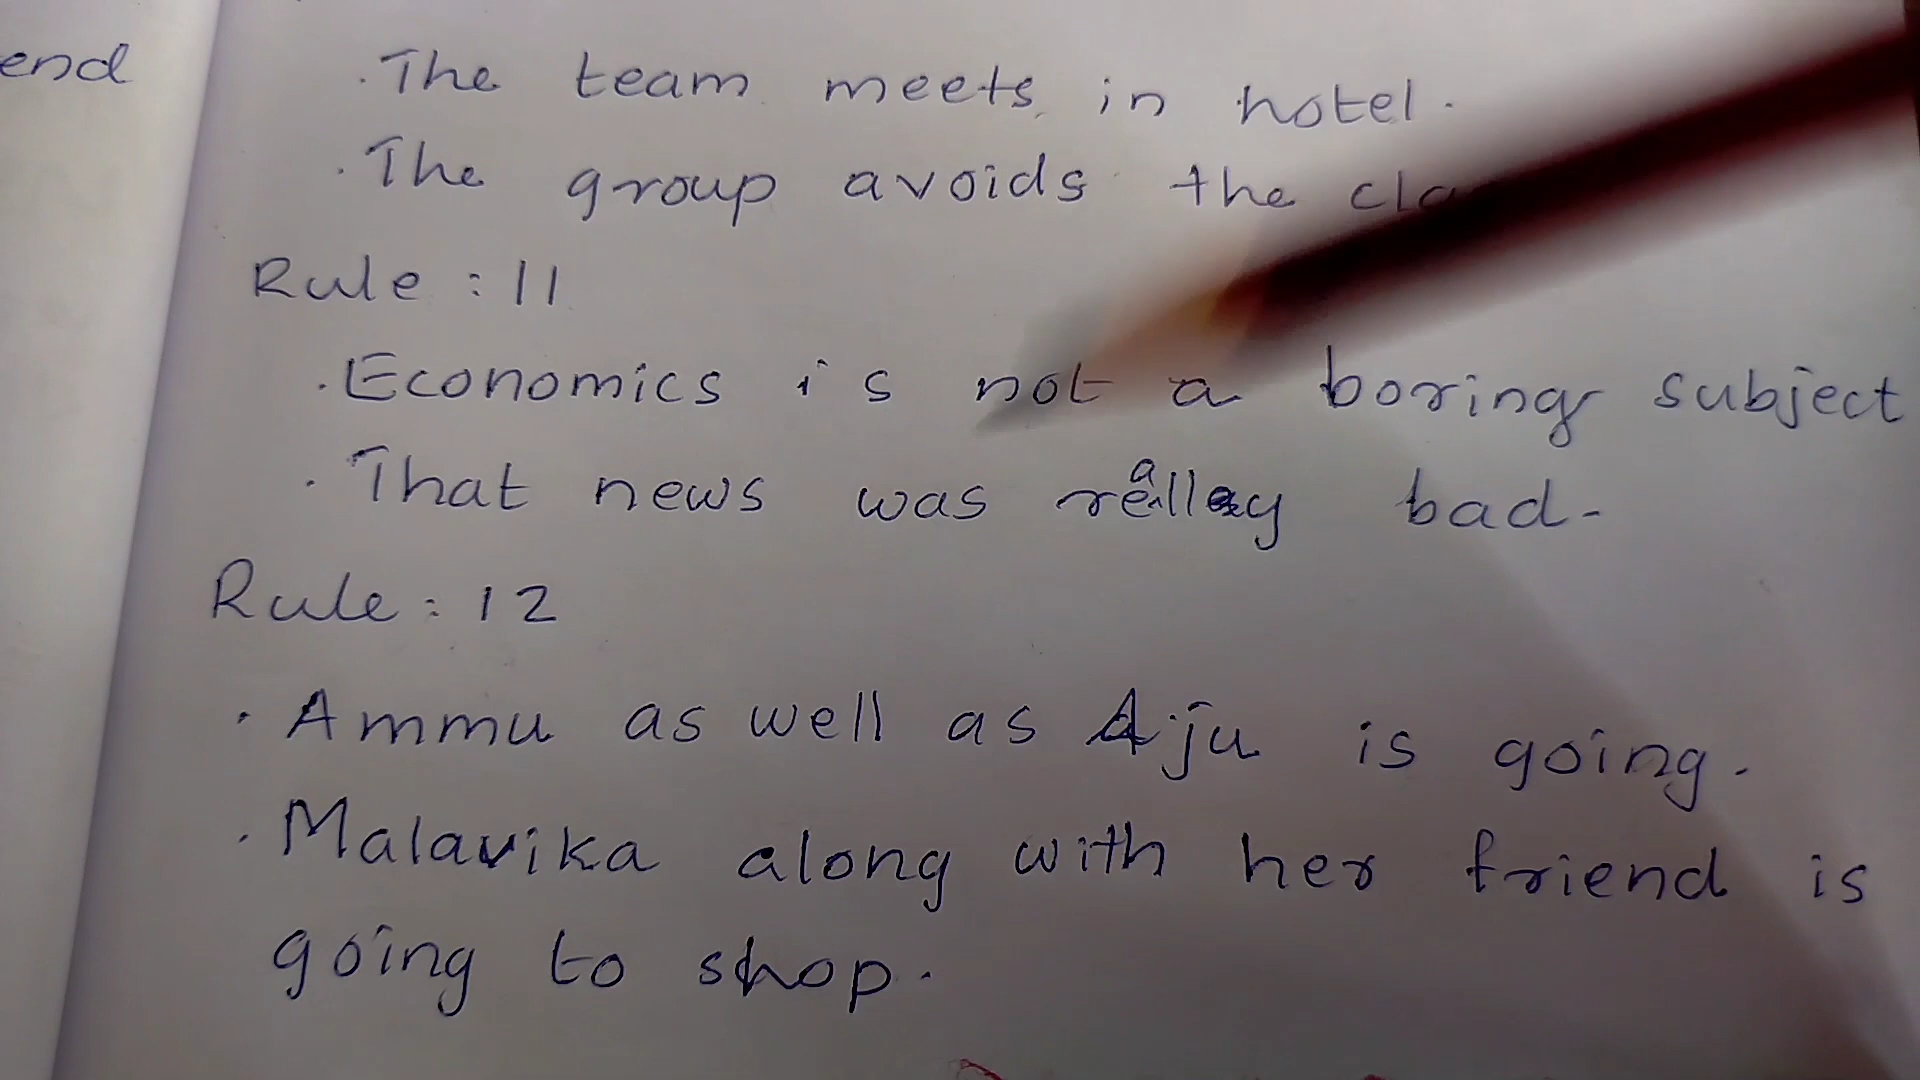 end
. The team meets in hotel.
. The group avoids the
Rule : 11
. Economics is not a boring subject
. That news was really bad.
Rule : 12
. Ammu as well as Aju is going.
. Malavika along with her friend is
going to shop.